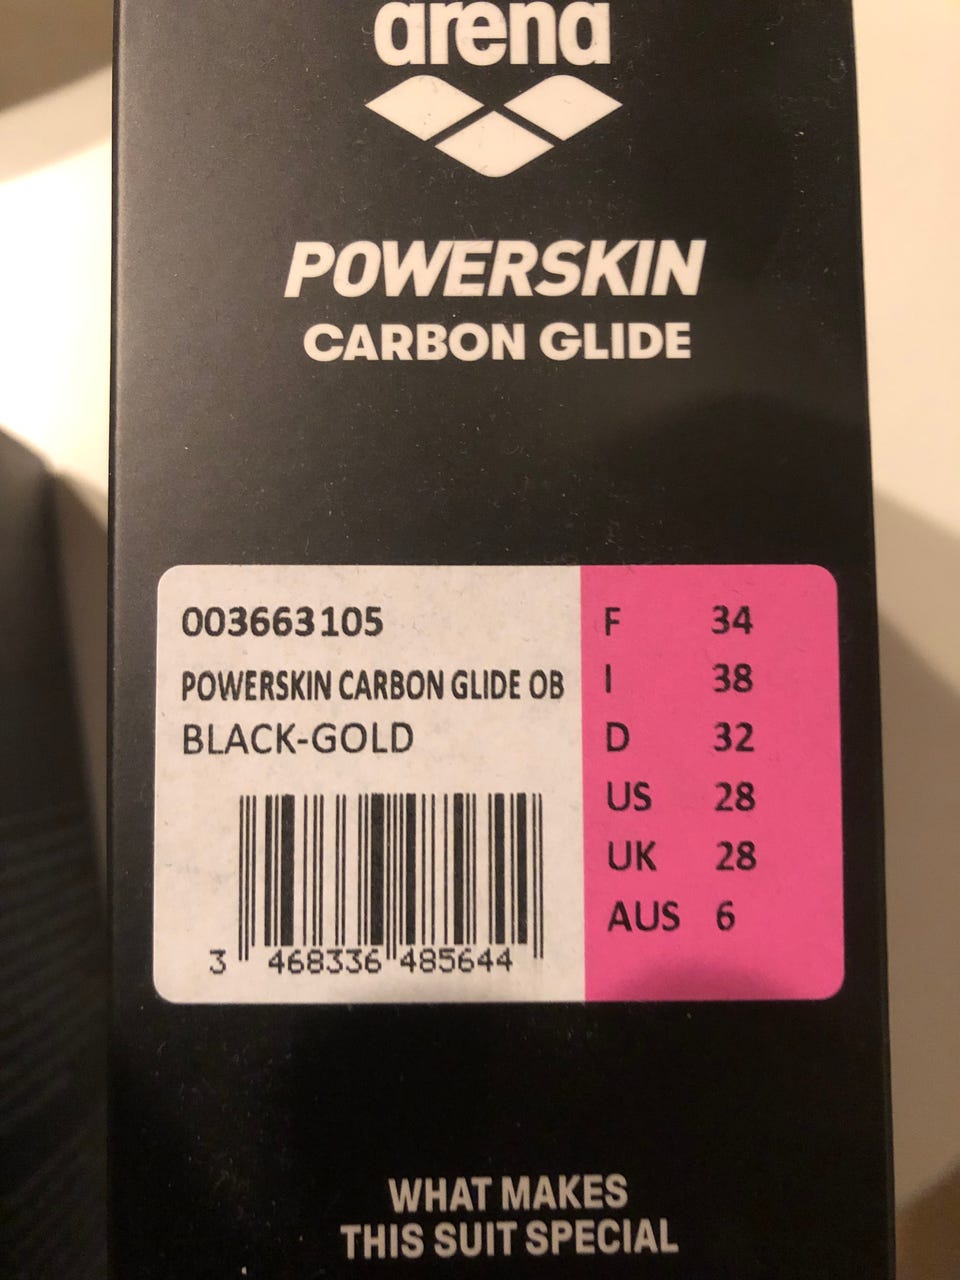 arena
POWERSKIN
CARBON GLIDE
003663105
POWERSKIN CARBON GLIDE OB
BLACK-GOLD
3 468336 485644
F 34
I 38
D 32
US 28
UK 28
AUS 6
WHAT MAKES
THIS SUIT SPECIAL